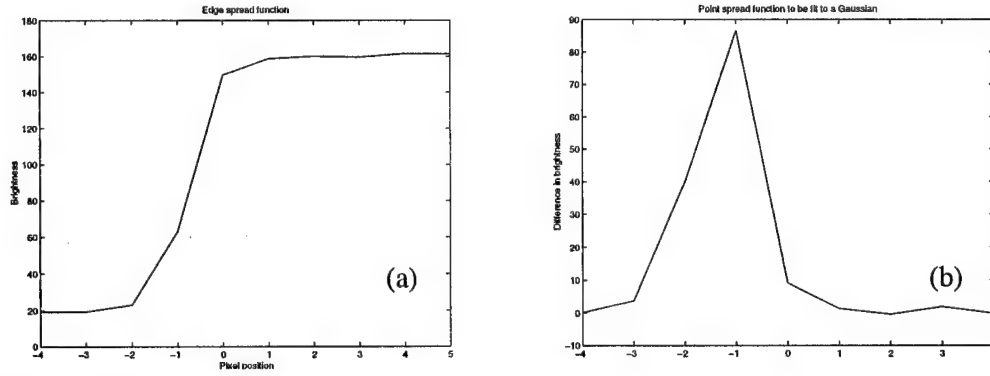 Edge spread function
180
160
140
120
100
80
60
40
20
0
Brightness
-4 -3 -2 -1 0 1 2 3 4 5
Pixel position
(a)
Point spread function to be fit to a Gaussian
90
80
70
60
50
40
30
20
10
0
-10
Difference in brightness
-4 -3 -2 -1 0 1 2 3
(b)